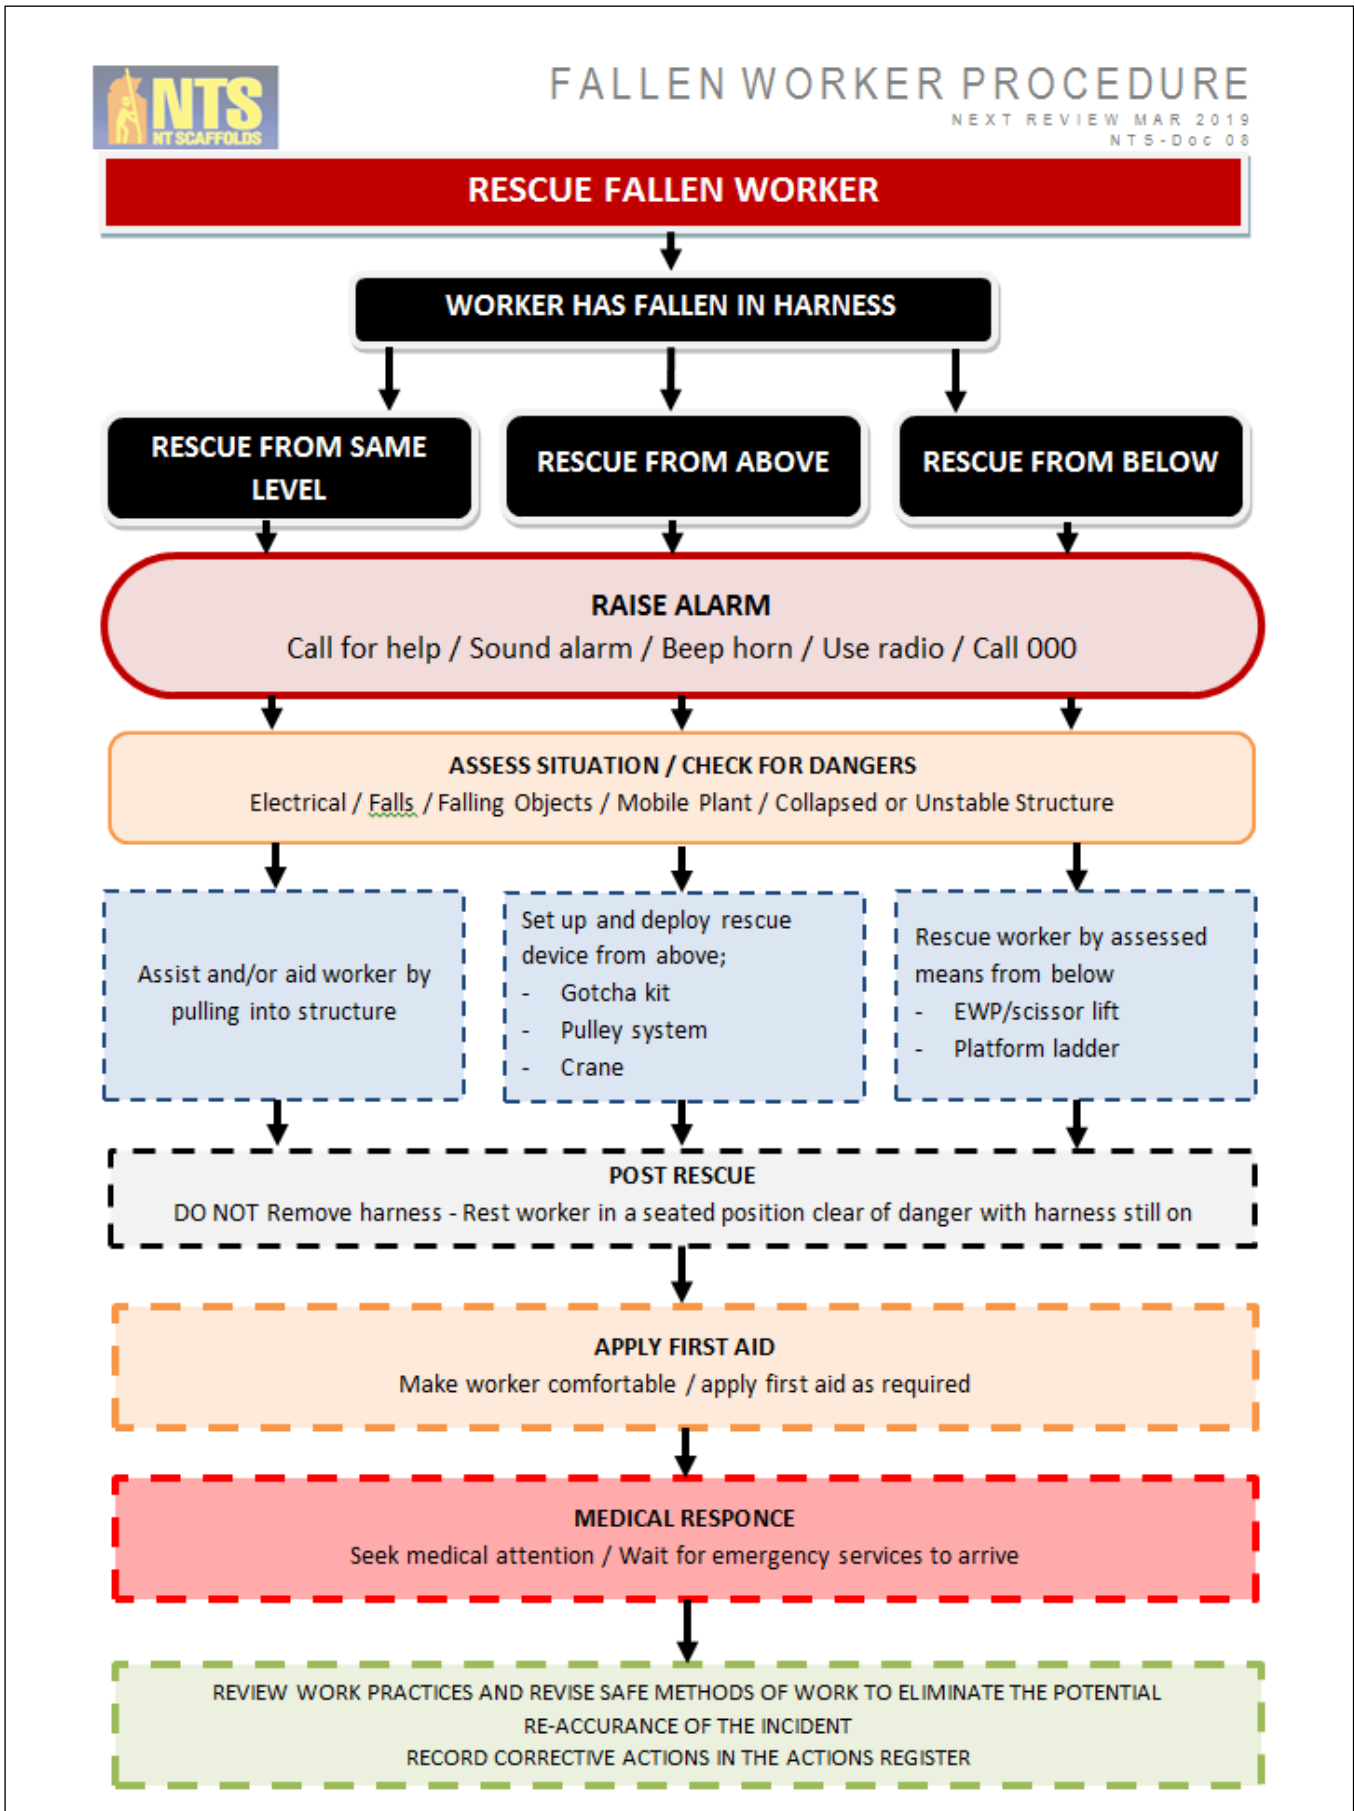 NTS
NT SCAFFOLDS
FALLEN WORKER PROCEDURE
NEXT REVIEW MAR 2019
NTS-Doc 08
RESCUE FALLEN WORKER
WORKER HAS FALLEN IN HARNESS
RESCUE FROM SAME
LEVEL
RESCUE FROM ABOVE
RESCUE FROM BELOW
RAISE ALARM
Call for help / Sound alarm / Beep horn / Use radio / Call 000
ASSESS SITUATION / CHECK FOR DANGERS
Electrical / Falls / Falling Objects / Mobile Plant / Collapsed or Unstable Structure
Assist and/or aid worker by
pulling into structure
Set up and deploy rescue
device from above;
- Gotcha kit
- Pulley system
- Crane
Rescue worker by assessed
means from below
- EWP/scissor lift
- Platform ladder
POST RESCUE
DO NOT Remove harness - Rest worker in a seated position clear of danger with harness still on
APPLY FIRST AID
Make worker comfortable / apply first aid as required
MEDICAL RESPONCE
Seek medical attention / Wait for emergency services to arrive
REVIEW WORK PRACTICES AND REVISE SAFE METHODS OF WORK TO ELIMINATE THE POTENTIAL
RE-ACCURANCE OF THE INCIDENT
RECORD CORRECTIVE ACTIONS IN THE ACTIONS REGISTER